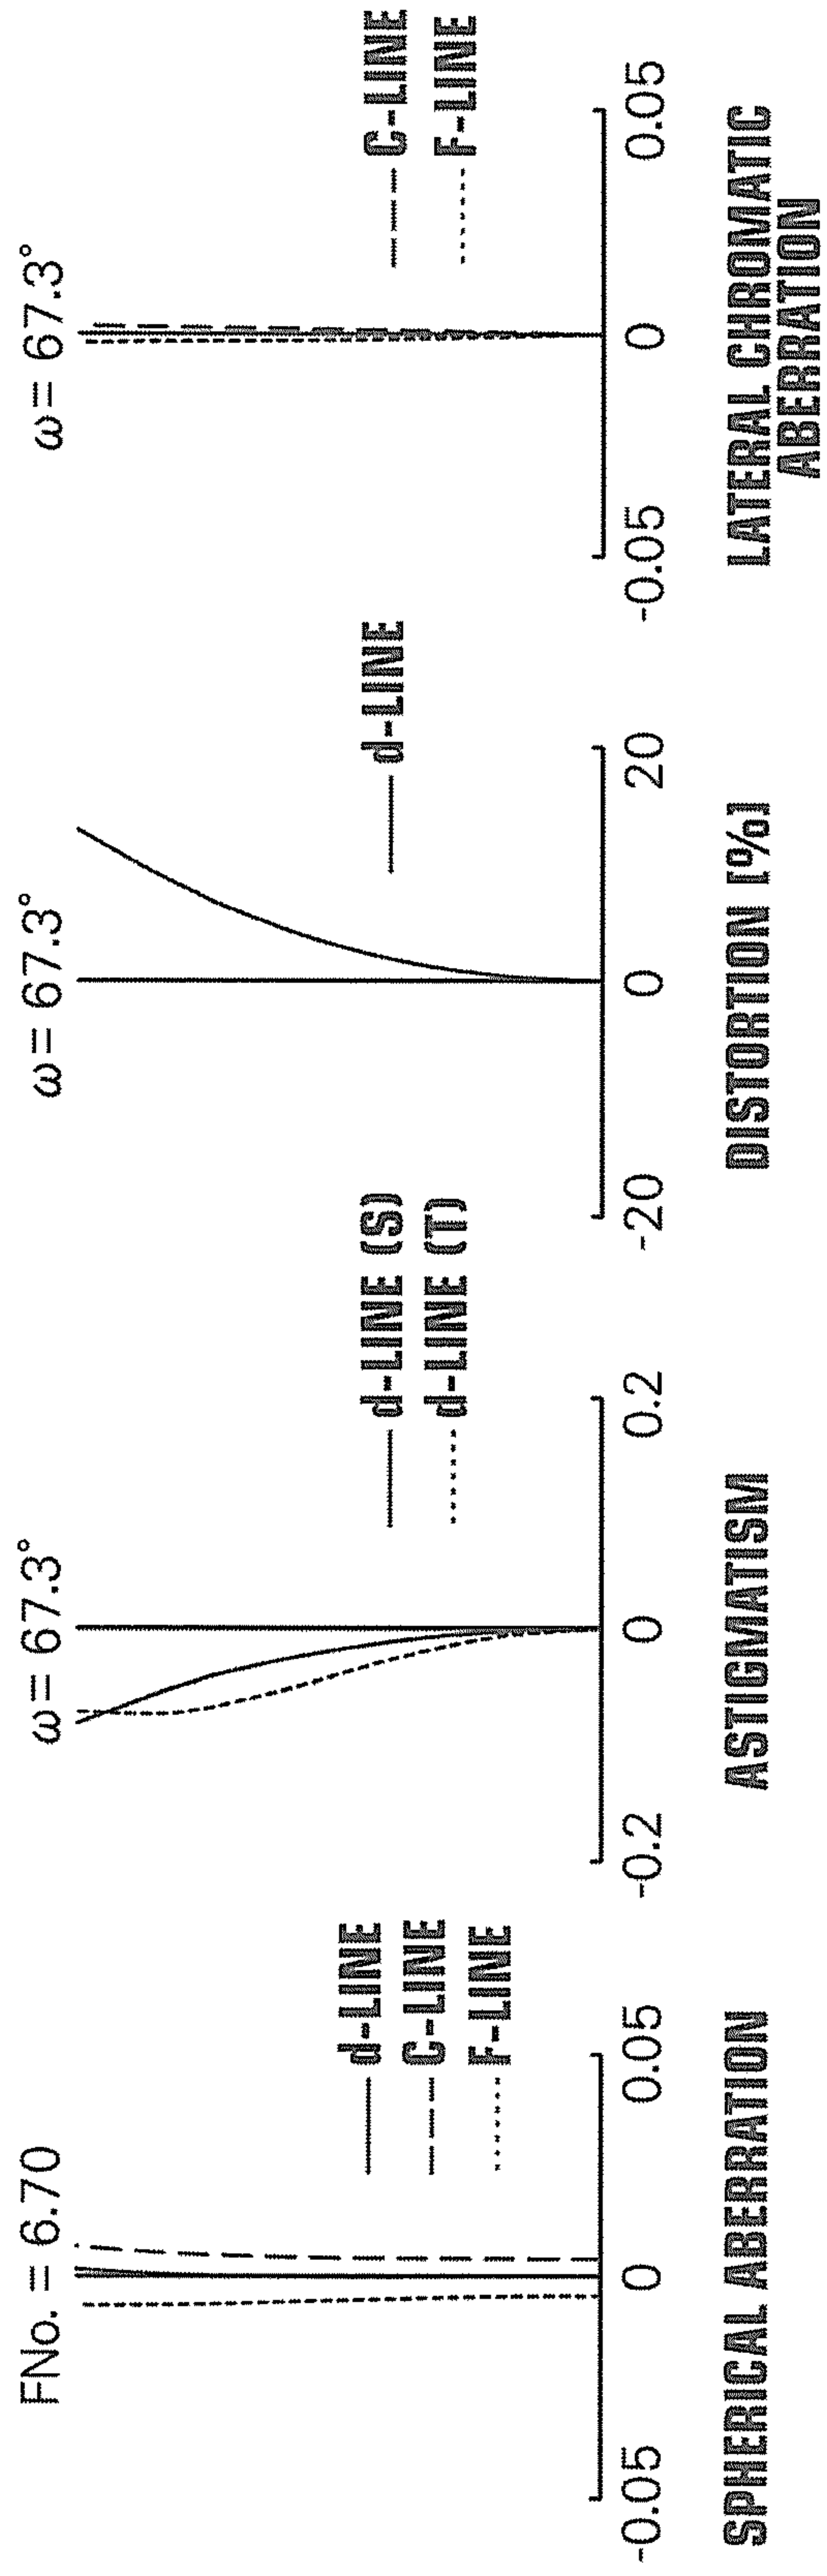 FNo. = 6.70
d-LINE
C-LINE
F-LINE
-0.05
0
0.05
SPHERICAL ABERRATION
ω= 67.3°
d-LINE (S)
d-LINE (T)
-0.2
0
0.2
ASTIGMATISM
ω= 67.3°
d-LINE
-20
0
20
DISTORTION [%]
ω= 67.3°
C-LINE
F-LINE
-0.05
0
0.05
LATERAL CHROMATIC
ABERRATION